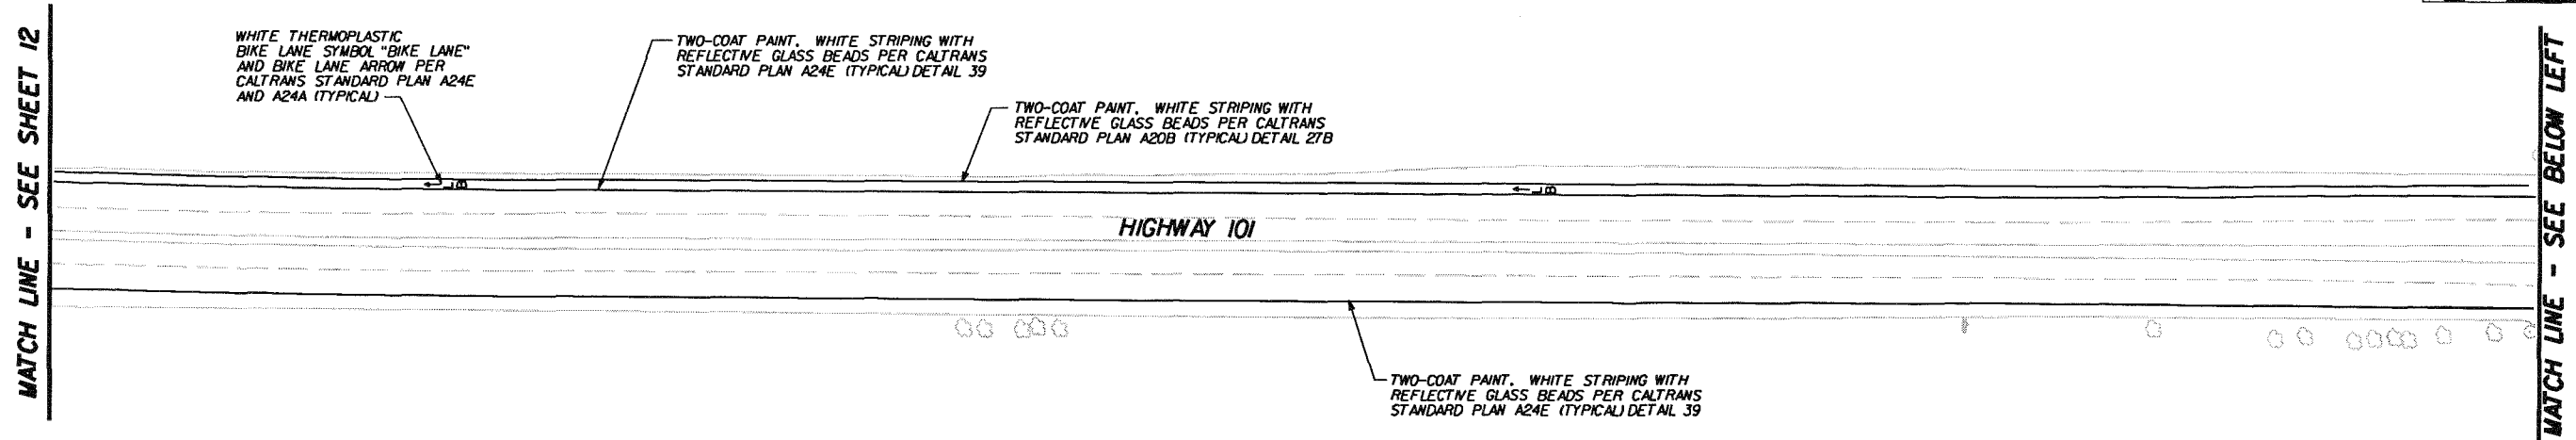 MATCH LINE - SEE SHEET 12
WHITE THERMOPLASTIC
BIKE LANE SYMBOL "BIKE LANE"
AND BIKE LANE ARROW PER
CALTRANS STANDARD PLAN A24E
AND A24A (TYPICAL)
TWO-COAT PAINT. WHITE STRIPING WITH
REFLECTIVE GLASS BEADS PER CALTRANS
STANDARD PLAN A24E (TYPICAL) DETAIL 39
TWO-COAT PAINT. WHITE STRIPING WITH
REFLECTIVE GLASS BEADS PER CALTRANS
STANDARD PLAN A20B (TYPICAL) DETAIL 27B
BL
BL
HIGHWAY 101
TWO-COAT PAINT. WHITE STRIPING WITH
REFLECTIVE GLASS BEADS PER CALTRANS
STANDARD PLAN A24E (TYPICAL) DETAIL 39
MATCH LINE - SEE BELOW LEFT